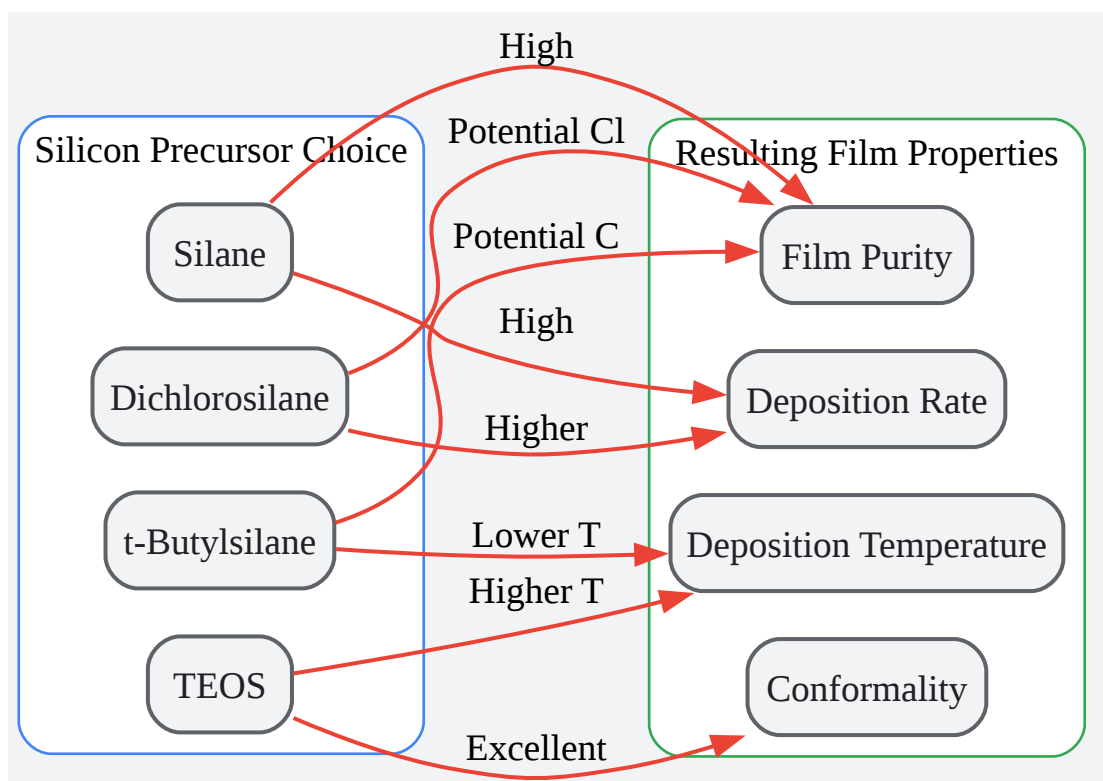 High
Silicon Precursor Choice
Potential Cl
Resulting Film Properties
Silane
Potential C
Film Purity
High
Dichlorosilane
Higher
Deposition Rate
t-Butylsilane
Lower T
Deposition Temperature
Higher T
TEOS
Conformality
Excellent